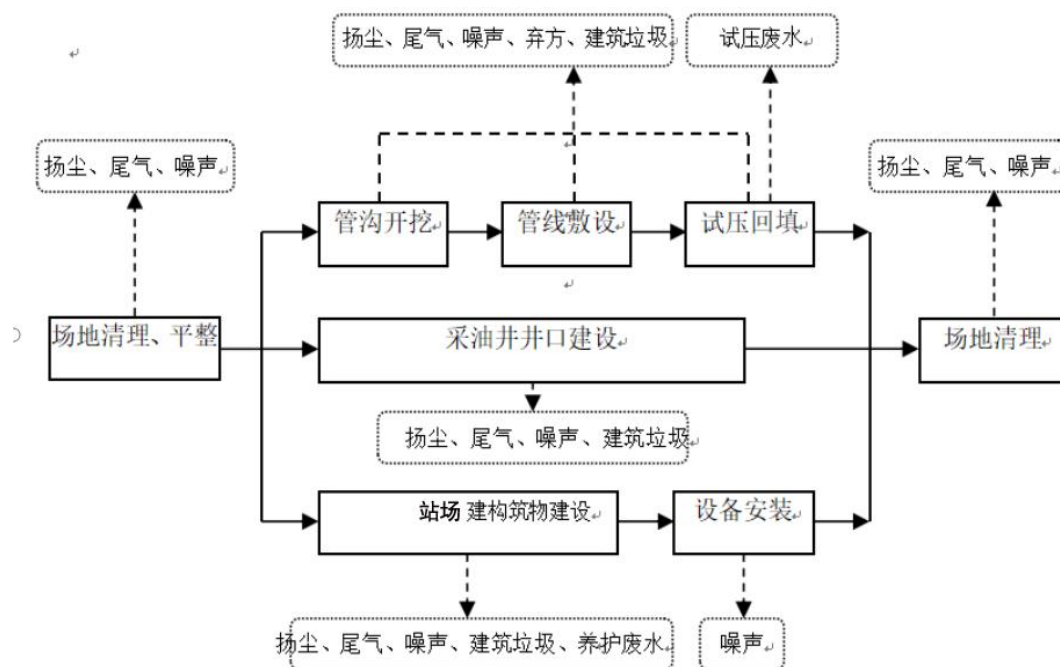 扬尘、尾气、噪声、弃方、建筑垃圾
试压废水
扬尘、尾气、噪声
扬尘、尾气、噪声
管沟开挖
管线敷设
试压回填
场地清理、平整
采油井井口建设
场地清理
扬尘、尾气、噪声、建筑垃圾
站场 建构筑物建设
设备安装
扬尘、尾气、噪声、建筑垃圾、养护废水
噪声